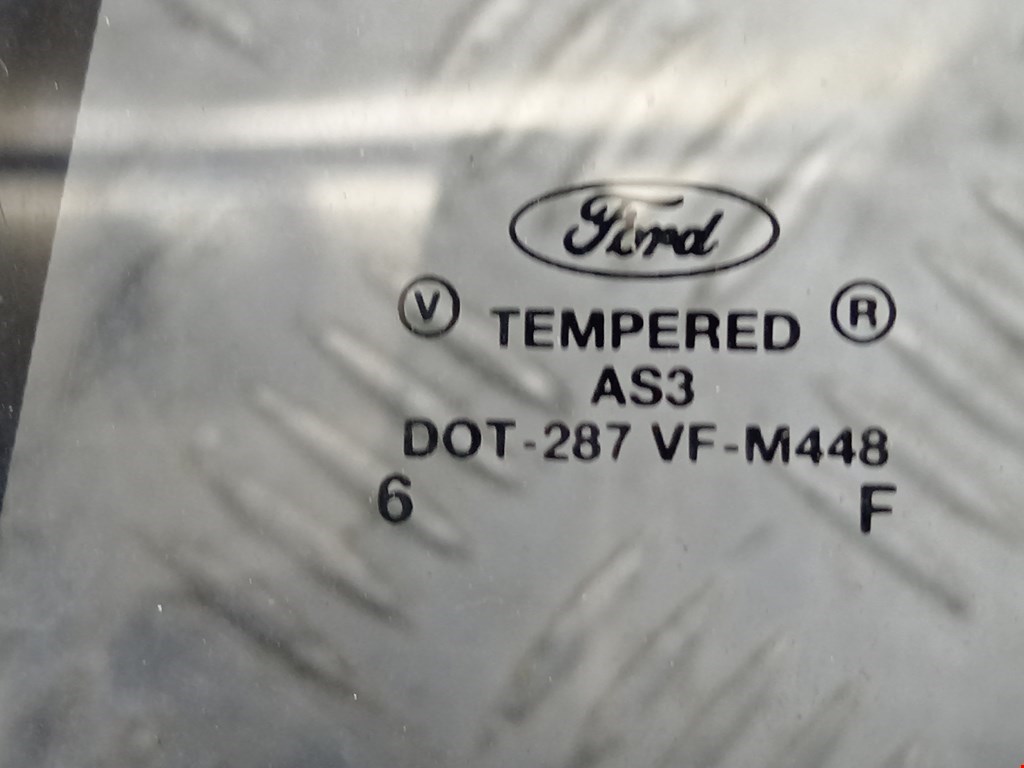 Ford
V TEMPERED R
AS3
DOT-287 VF-M448
6 F